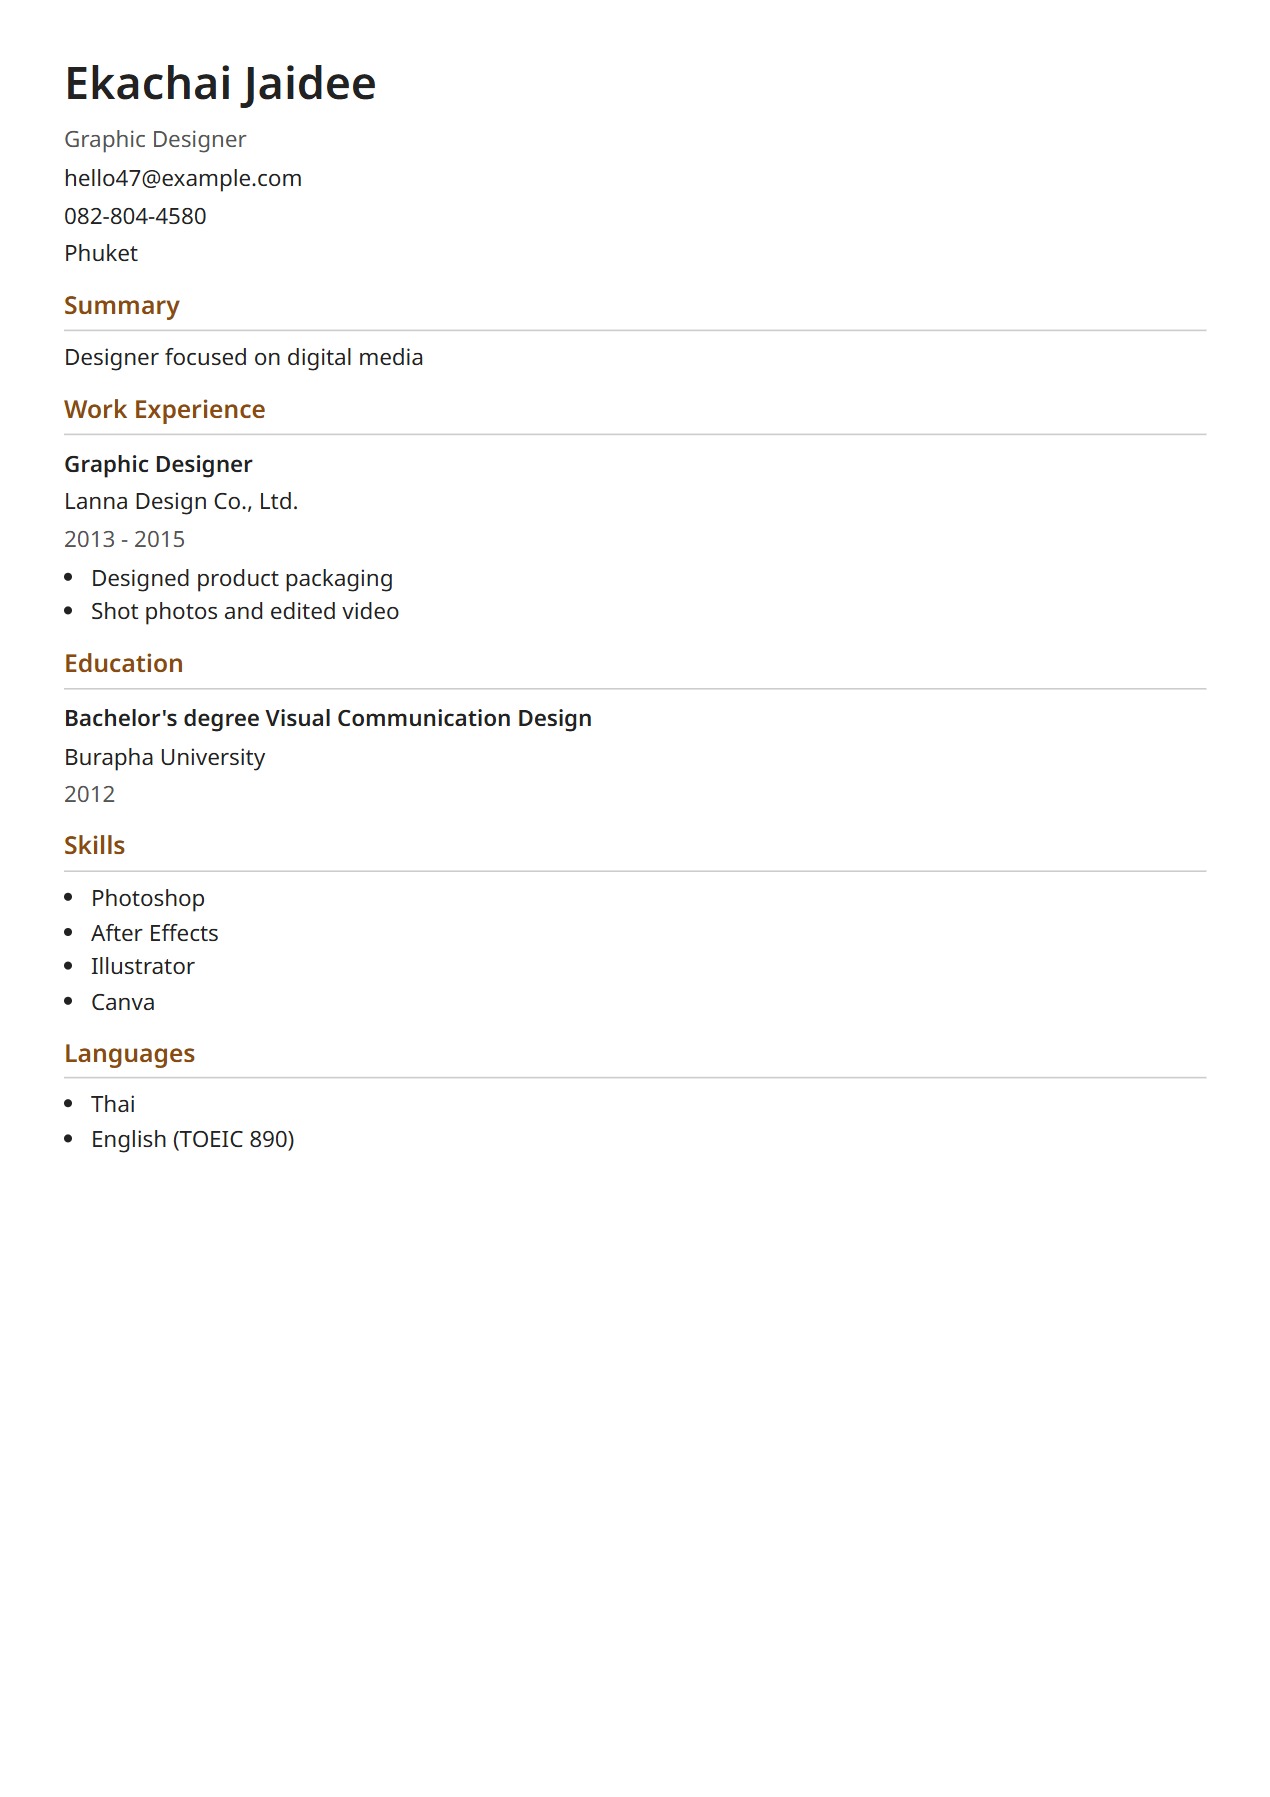 Ekachai Jaidee
Graphic Designer
hello47@example.com
082-804-4580
Phuket
Summary
Designer focused on digital media
Work Experience
Graphic Designer
Lanna Design Co., Ltd.
2013 - 2015
• Designed product packaging
• Shot photos and edited video
Education
Bachelor's degree Visual Communication Design
Burapha University
2012
Skills
• Photoshop
• After Effects
• Illustrator
• Canva
Languages
• Thai
• English (TOEIC 890)